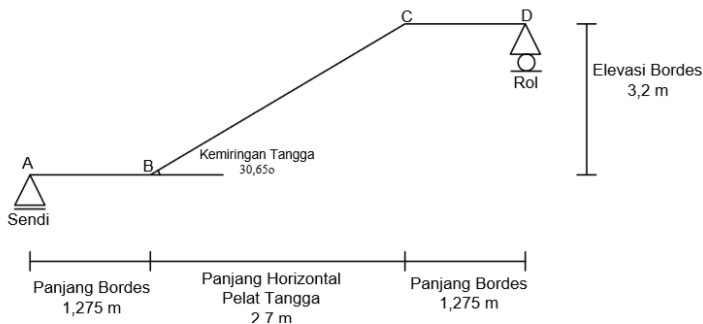 C
D
Rol
Elevasi Bordes
3,2 m
A
B
Kemiringan Tangga
30,65o
Sendi
Panjang Bordes
1,275 m
Panjang Horizontal
Pelat Tangga
2,7 m
Panjang Bordes
1,275 m